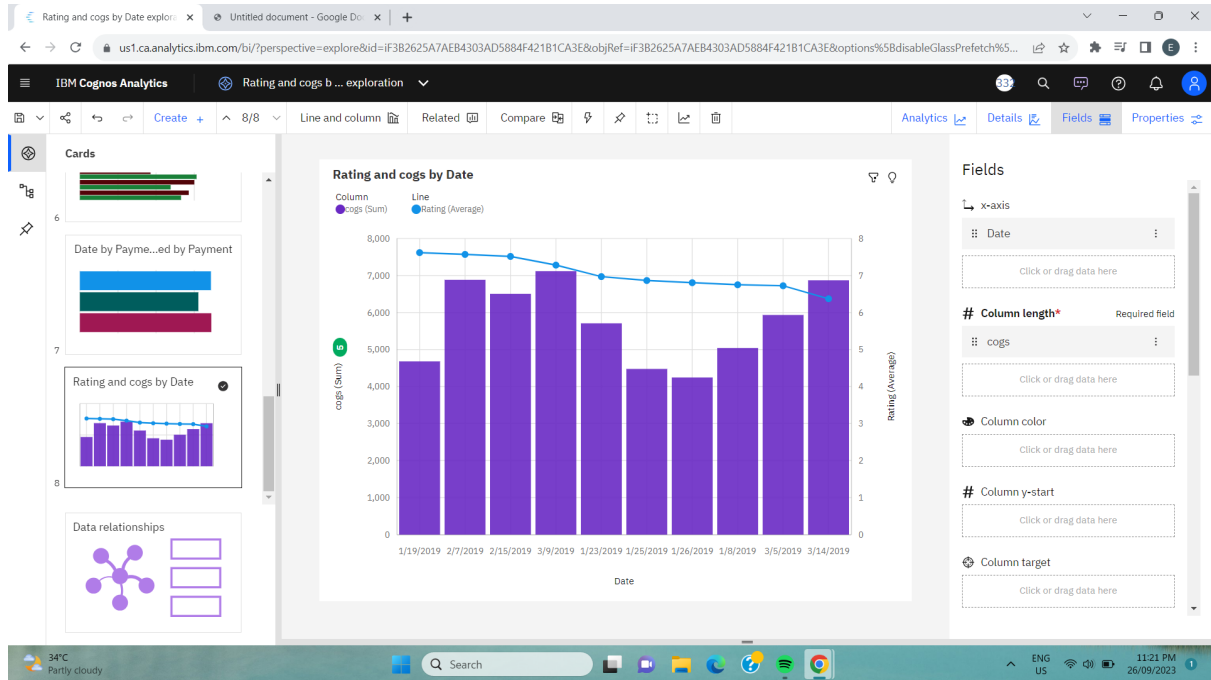 Rating and cogs by Date explora
Untitled document - Google Do
us1.ca.analytics.ibm.com/bi/?perspective=explore&id=iF3B2625A7AEB4303AD5884F421B1CA3E&objRef=iF3B2625A7AEB4303AD5884F421B1CA3E&options%5BdisableGlassPrefetch%5...
E
IBM Cognos Analytics
Rating and cogs b ... exploration
Create +
8/8
Line and column
Related
Compare
Analytics
Details
Fields
Properties
Cards
6
Date by Payme...ed by Payment
7
Rating and cogs by Date
8
Data relationships
Rating and cogs by Date
Column
Line
cogs (Sum)
Rating (Average)
8,000
7,000
6,000
5,000
4,000
3,000
2,000
1,000
0
8
7
6
5
4
3
2
1
0
5
cogs (Sum)
Rating (Average)
1/19/2019 2/7/2019 2/15/2019 3/9/2019 1/23/2019 1/25/2019 1/26/2019 1/8/2019 3/5/2019 3/14/2019
Date
Fields
x-axis
Date
Click or drag data here
# Column length*
Required field
cogs
Click or drag data here
Column color
Click or drag data here
# Column y-start
Click or drag data here
Column target
Click or drag data here
34°C
Partly cloudy
Search
ENG
US
11:21 PM
26/09/2023
1